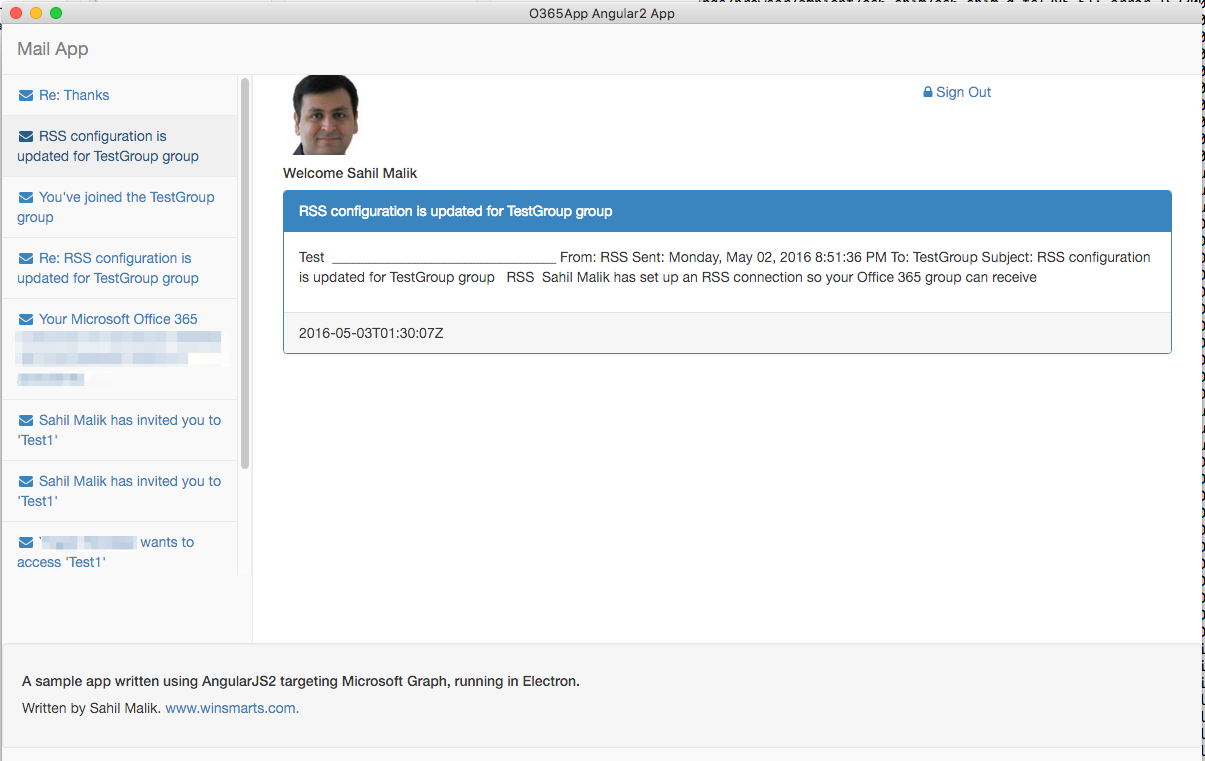 O365App Angular2 App
Mail App
Re: Thanks
RSS configuration is
updated for TestGroup group
You've joined the TestGroup
group
Re: RSS configuration is
updated for TestGroup group
Your Microsoft Office 365
Sahil Malik has invited you to
'Test1'
Sahil Malik has invited you to
'Test1'
wants to
access 'Test1'
Sign Out
Welcome Sahil Malik
RSS configuration is updated for TestGroup group
Test ______________________________ From: RSS Sent: Monday, May 02, 2016 8:51:36 PM To: TestGroup Subject: RSS configuration
is updated for TestGroup group RSS Sahil Malik has set up an RSS connection so your Office 365 group can receive
2016-05-03T01:30:07Z
A sample app written using AngularJS2 targeting Microsoft Graph, running in Electron.
Written by Sahil Malik. www.winsmarts.com.